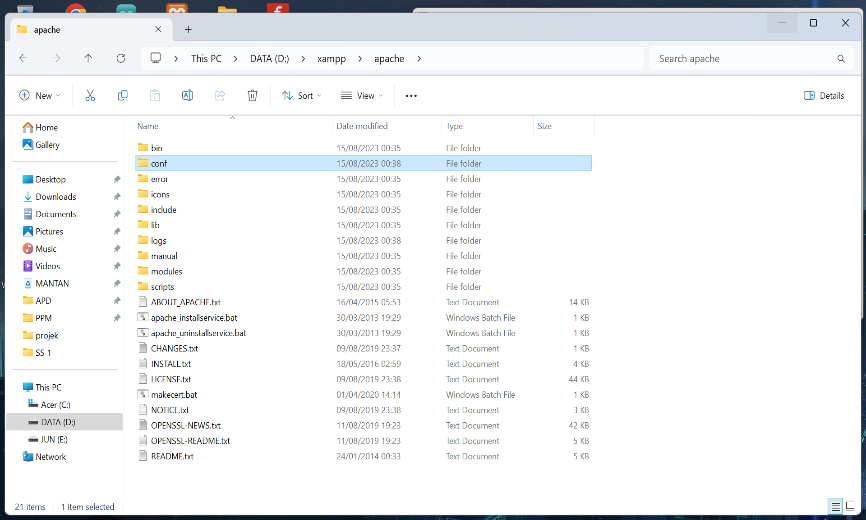 apache
This PC > DATA (D:) > xampp > apache >
Search apache
New
Sort
View
Details
Home
Gallery
Desktop
Downloads
Documents
Pictures
Music
Videos
MANTAN
APD
PPM
projek
SS 1
This PC
Acer (C:)
DATA (D:)
JUN (E:)
Network
Name Date modified Type Size
bin 15/08/2023 00:35 File folder
conf 15/08/2023 00:38 File folder
error 15/08/2023 00:35 File folder
icons 15/08/2023 00:35 File folder
include 15/08/2023 00:35 File folder
lib 15/08/2023 00:35 File folder
logs 15/08/2023 00:38 File folder
manual 15/08/2023 00:35 File folder
modules 15/08/2023 00:35 File folder
scripts 15/08/2023 00:35 File folder
ABOUT_APACHE.txt 16/04/2015 05:53 Text Document 14 KB
apache_installservice.bat 30/03/2013 19:29 Windows Batch File 1 KB
apache_uninstallservice.bat 30/03/2013 19:29 Windows Batch File 1 KB
CHANGES.txt 09/08/2019 23:37 Text Document 1 KB
INSTALL.txt 18/05/2016 02:59 Text Document 4 KB
LICENSE.txt 09/08/2019 23:38 Text Document 44 KB
makecert.bat 01/04/2020 14:14 Windows Batch File 1 KB
NOTICE.txt 09/08/2019 23:38 Text Document 3 KB
OPENSSL-NEWS.txt 11/08/2019 19:23 Text Document 42 KB
OPENSSL-README.txt 11/08/2019 19:23 Text Document 5 KB
README.txt 24/01/2014 00:33 Text Document 5 KB
21 items 1 item selected